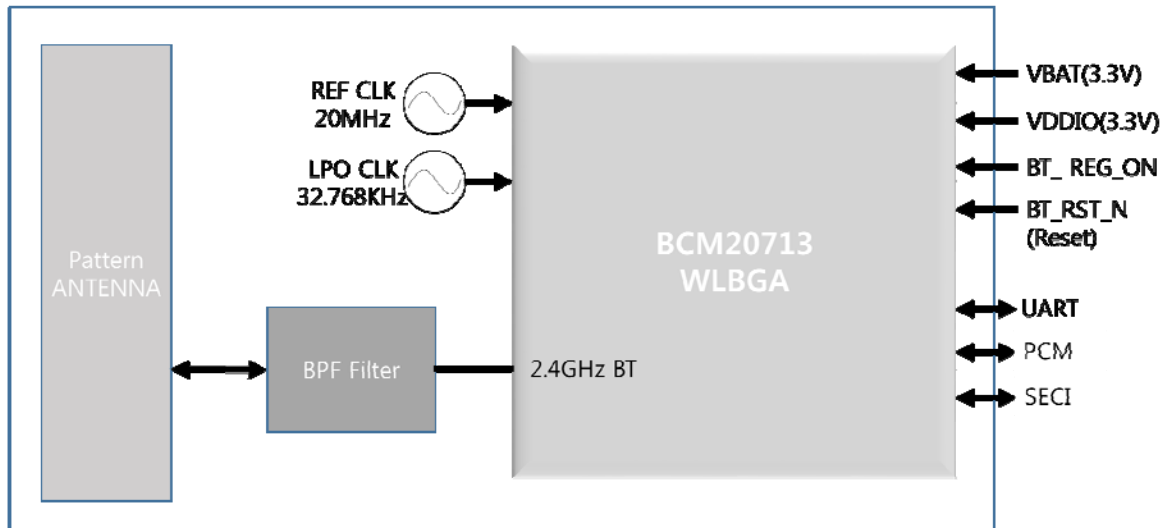 REF CLK
20MHz
LPO CLK
32.768KHz
Pattern
ANTENNA
BPF Filter
2.4GHz BT
BCM20713
WLBGA
VBAT(3.3V)
VDDIO(3.3V)
BT_ REG_ON
BT_RST_N
(Reset)
UART
PCM
SECI